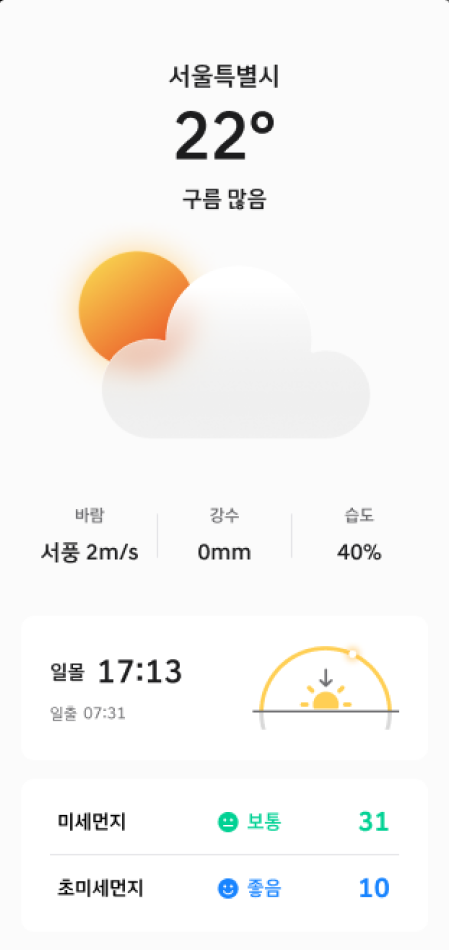 서울특별시
22°
구름 많음
바람 강수 습도
서풍 2m/s 0mm 40%
일몰 17:13
일출 07:31
미세먼지 보통 31
초미세먼지 좋음 10